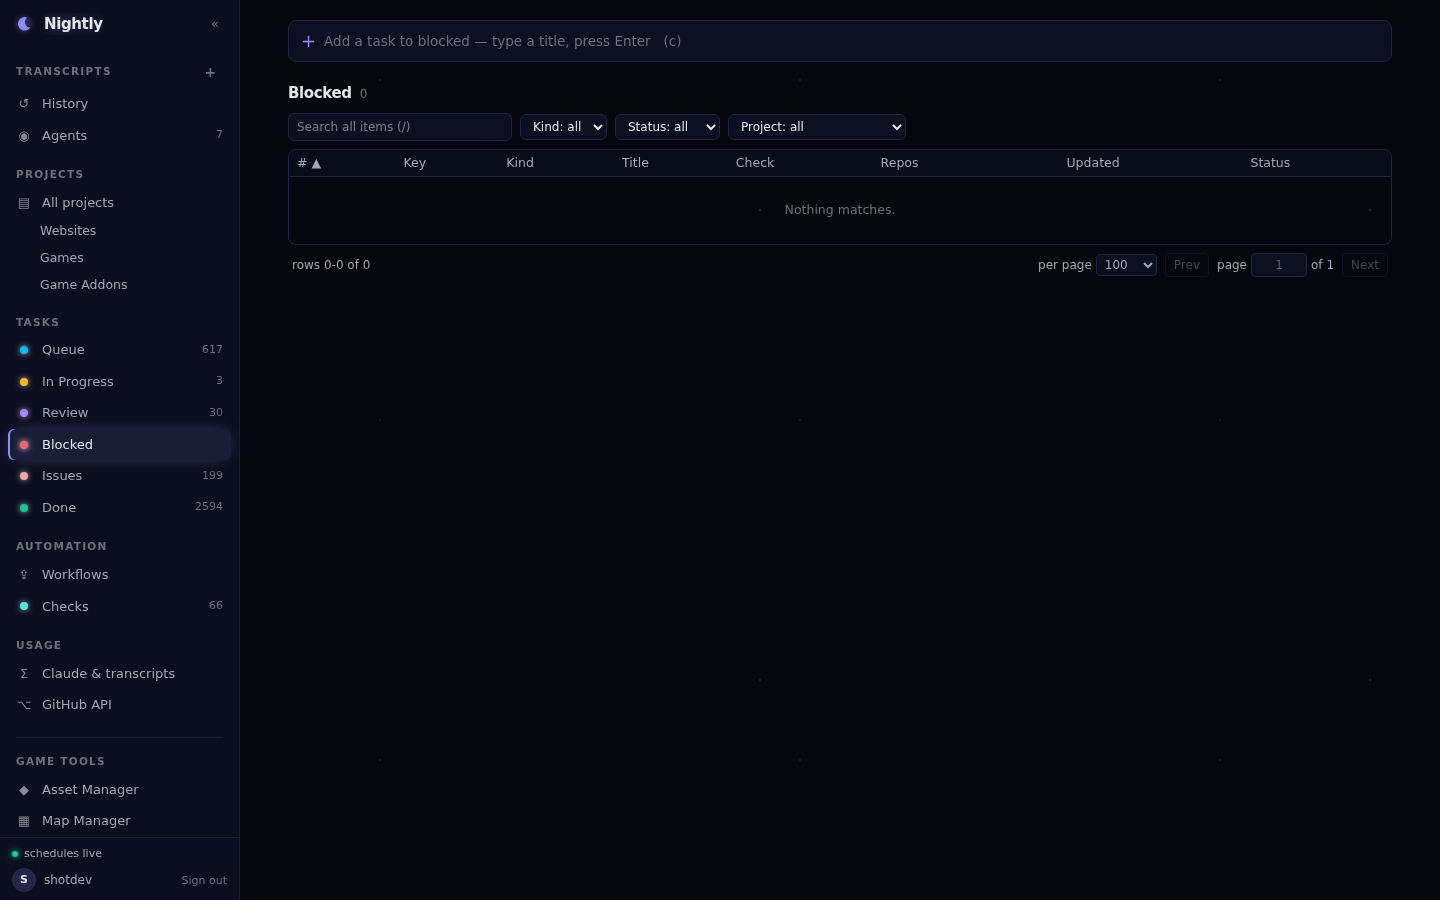 Nightly «
TRANSCRIPTS +
History
Agents 7
PROJECTS
All projects
Websites
Games
Game Addons
TASKS
Queue 617
In Progress 3
Review 30
Blocked
Issues 199
Done 2594
AUTOMATION
Workflows
Checks 66
USAGE
Σ Claude & transcripts
GitHub API
GAME TOOLS
Asset Manager
Map Manager
schedules live
S shotdev Sign out
+ Add a task to blocked — type a title, press Enter (c)
Blocked 0
Search all items (/) Kind: all Status: all Project: all
# ▲ Key Kind Title Check Repos Updated Status
Nothing matches.
rows 0-0 of 0 per page 100 Prev page 1 of 1 Next